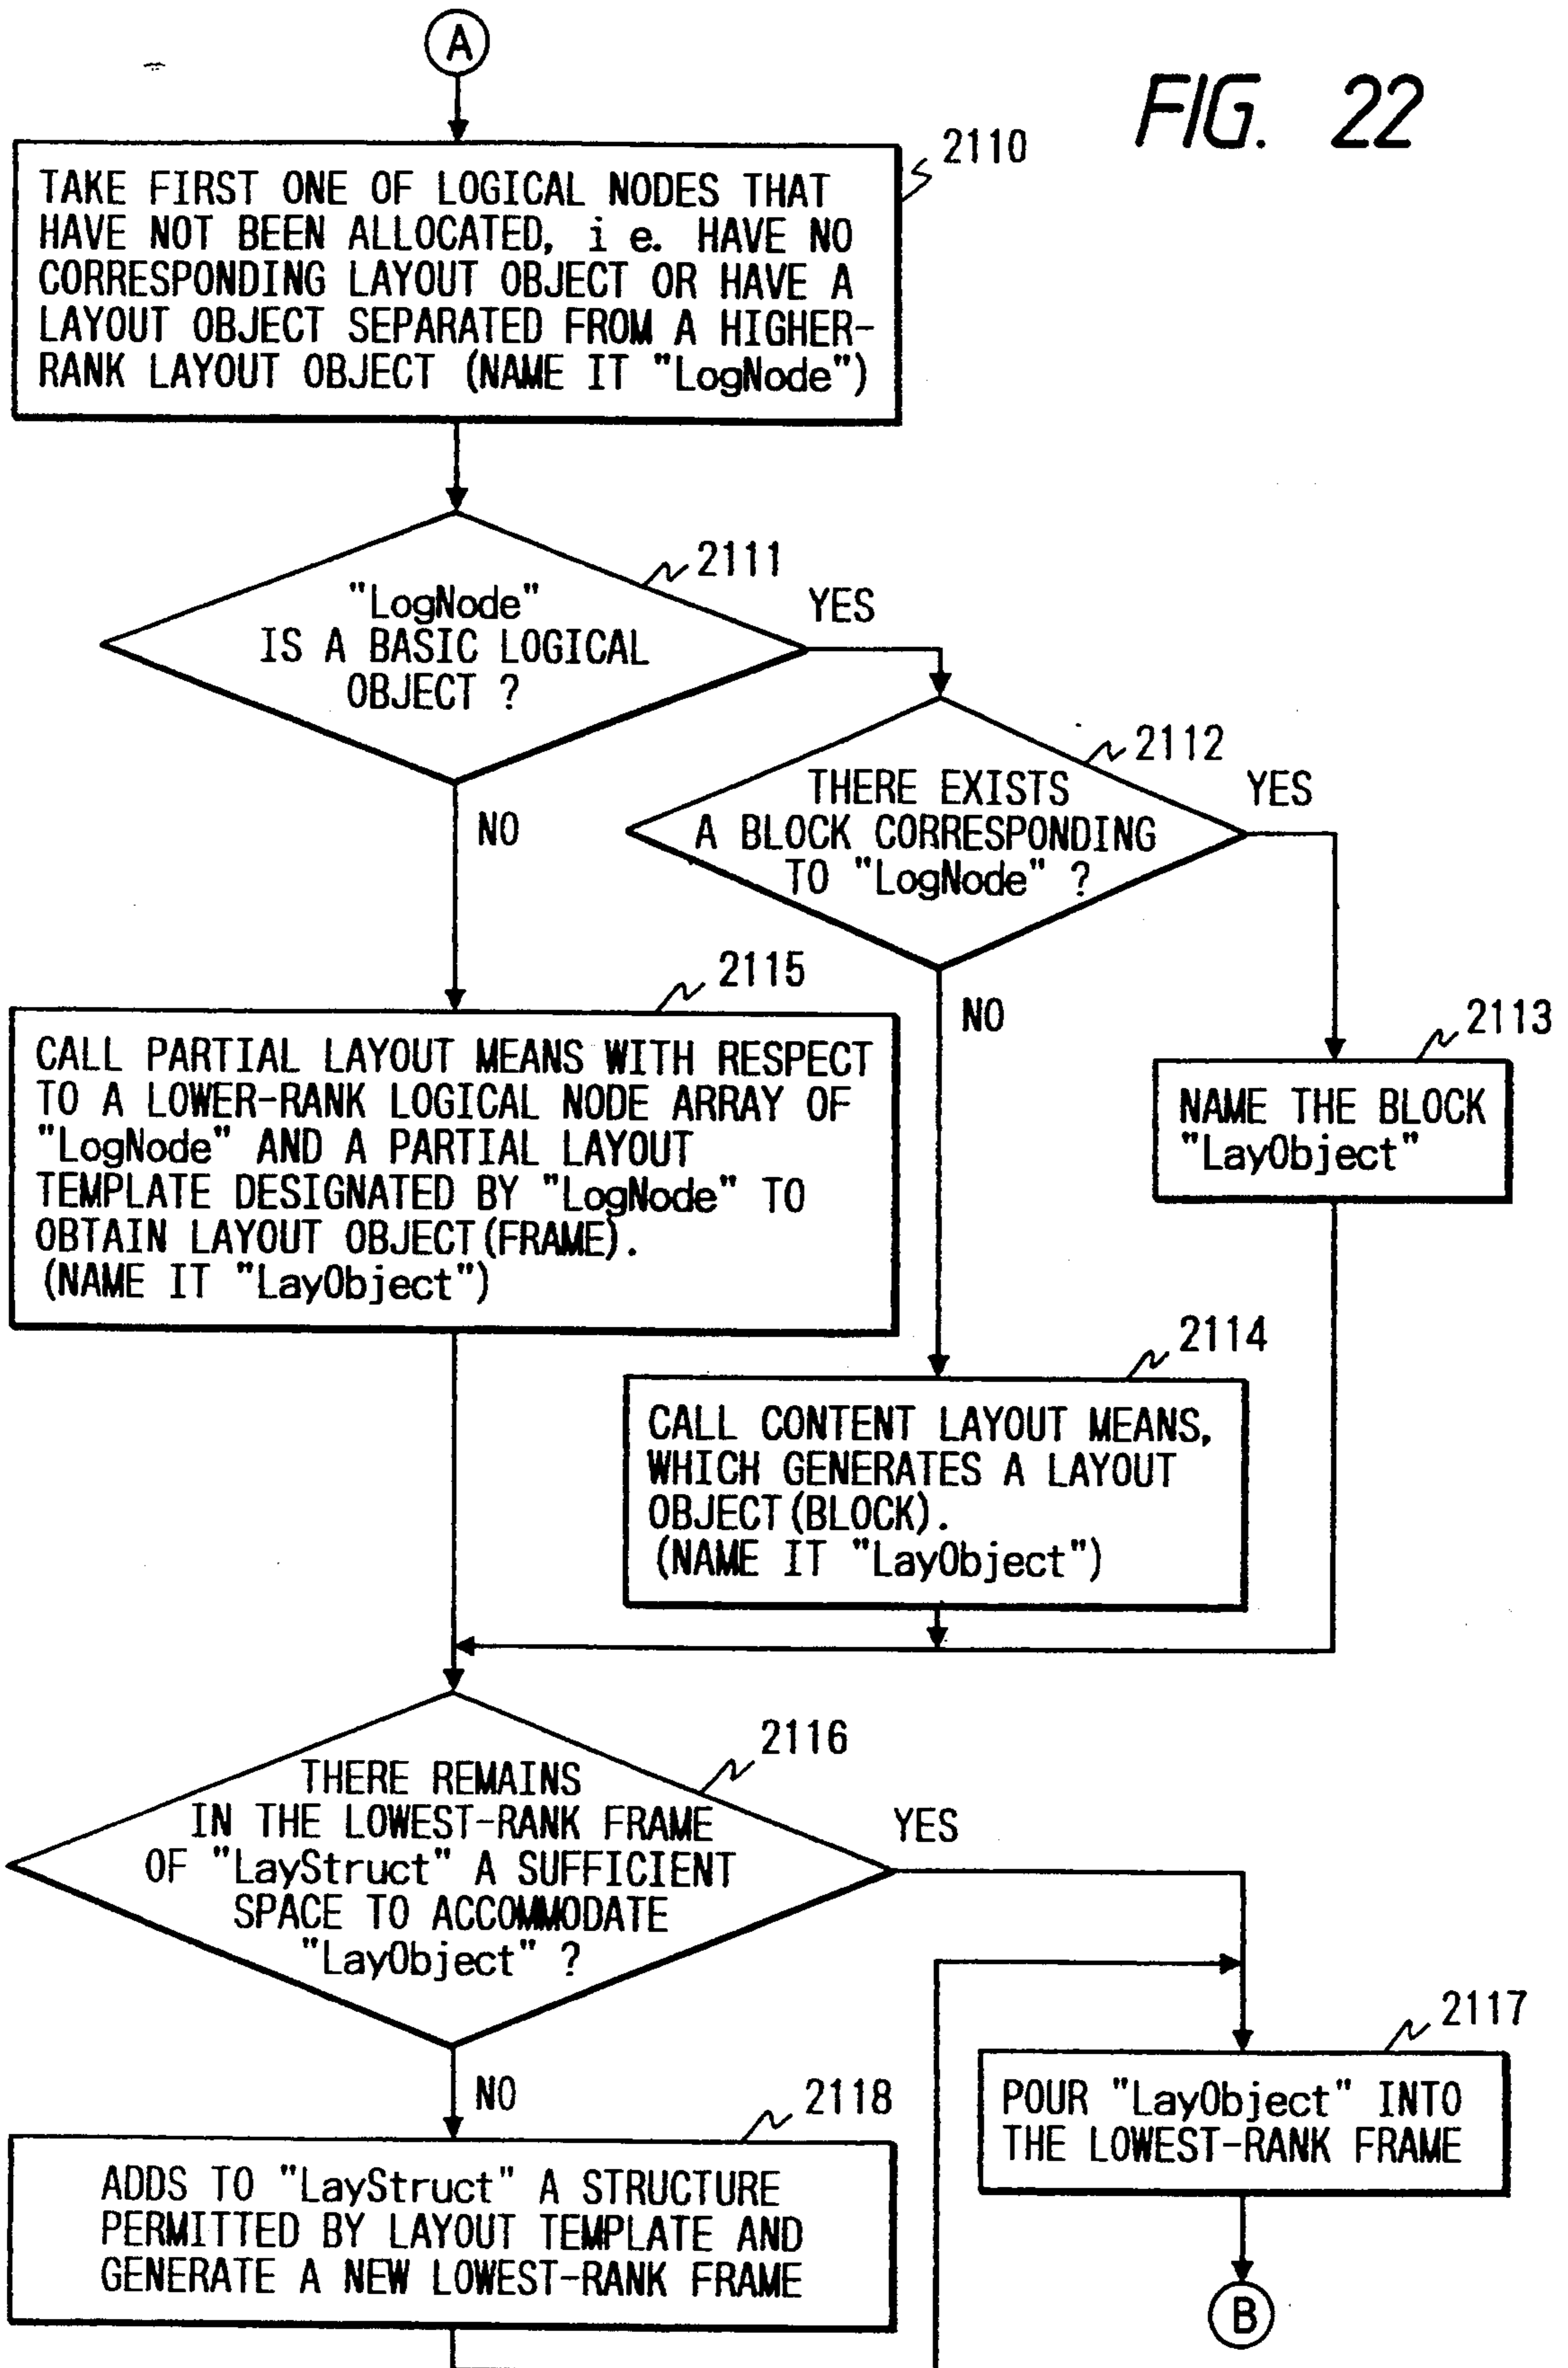 A
FIG. 22
2110
TAKE FIRST ONE OF LOGICAL NODES THAT
HAVE NOT BEEN ALLOCATED, i e. HAVE NO
CORRESPONDING LAYOUT OBJECT OR HAVE A
LAYOUT OBJECT SEPARATED FROM A HIGHER-
RANK LAYOUT OBJECT (NAME IT "LogNode")
2111
"LogNode"
IS A BASIC LOGICAL
OBJECT ?
YES
NO
2112
THERE EXISTS
A BLOCK CORRESPONDING
TO "LogNode" ?
YES
NO
2115
CALL PARTIAL LAYOUT MEANS WITH RESPECT
TO A LOWER-RANK LOGICAL NODE ARRAY OF
"LogNode" AND A PARTIAL LAYOUT
TEMPLATE DESIGNATED BY "LogNode" TO
OBTAIN LAYOUT OBJECT(FRAME).
(NAME IT "LayObject")
2113
NAME THE BLOCK
"LayObject"
2114
CALL CONTENT LAYOUT MEANS,
WHICH GENERATES A LAYOUT
OBJECT(BLOCK).
(NAME IT "LayObject")
2116
THERE REMAINS
IN THE LOWEST-RANK FRAME
OF "LayStruct" A SUFFICIENT
SPACE TO ACCOMMODATE
"LayObject" ?
YES
NO
2117
POUR "LayObject" INTO
THE LOWEST-RANK FRAME
2118
ADDS TO "LayStruct" A STRUCTURE
PERMITTED BY LAYOUT TEMPLATE AND
GENERATE A NEW LOWEST-RANK FRAME
B